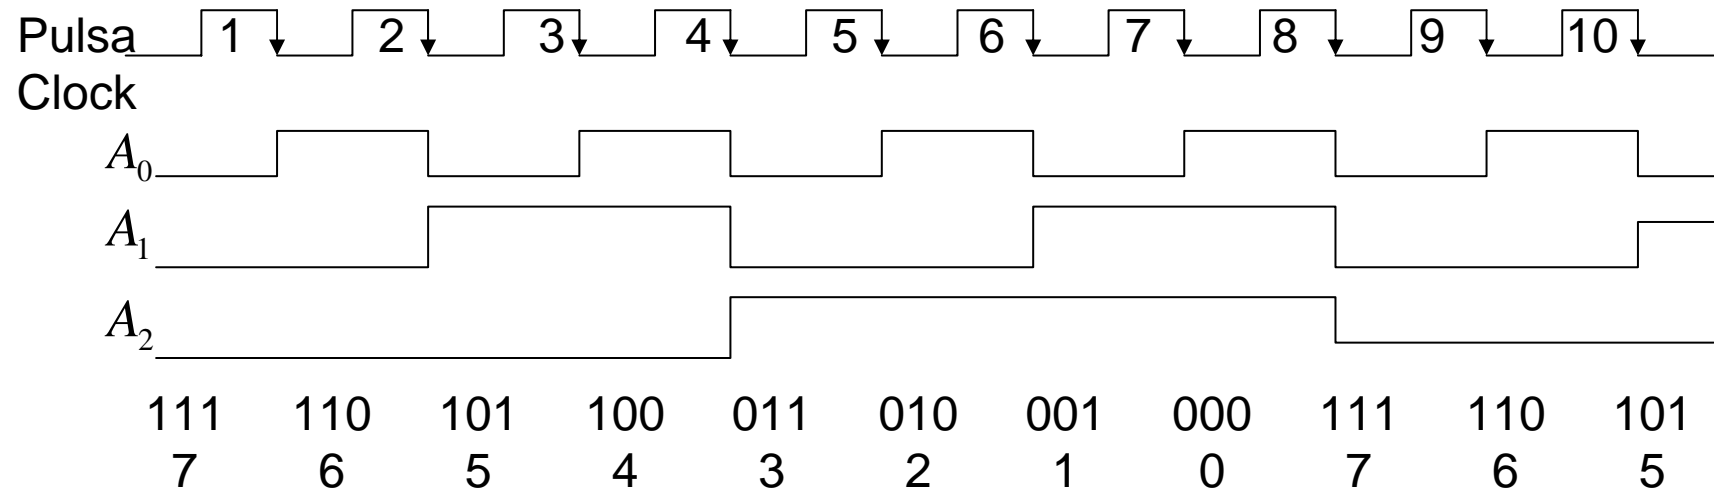 Pulsa 1 2 3 4 5 6 7 8 9 10
Clock
A₀
A₁
A₂
111 110 101 100 011 010 001 000 111 110 101
7 6 5 4 3 2 1 0 7 6 5